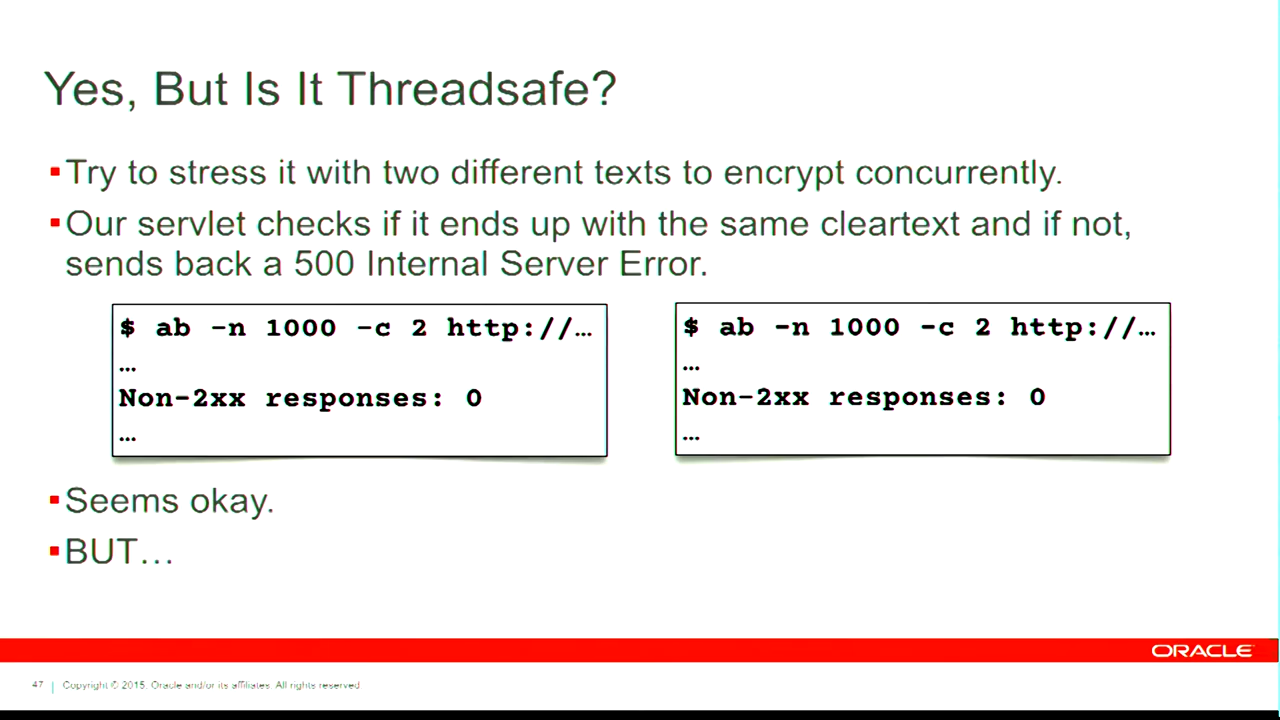 Yes, But Is It Threadsafe?
▪Try to stress it with two different texts to encrypt concurrently.
▪Our servlet checks if it ends up with the same cleartext and if not,
sends back a 500 Internal Server Error.
$ ab -n 1000 -c 2 http://…
…
Non-2xx responses: 0
…
$ ab -n 1000 -c 2 http://…
…
Non-2xx responses: 0
…
▪Seems okay.
▪BUT…
ORACLE
47 | Copyright © 2015, Oracle and/or its affiliates. All rights reserved